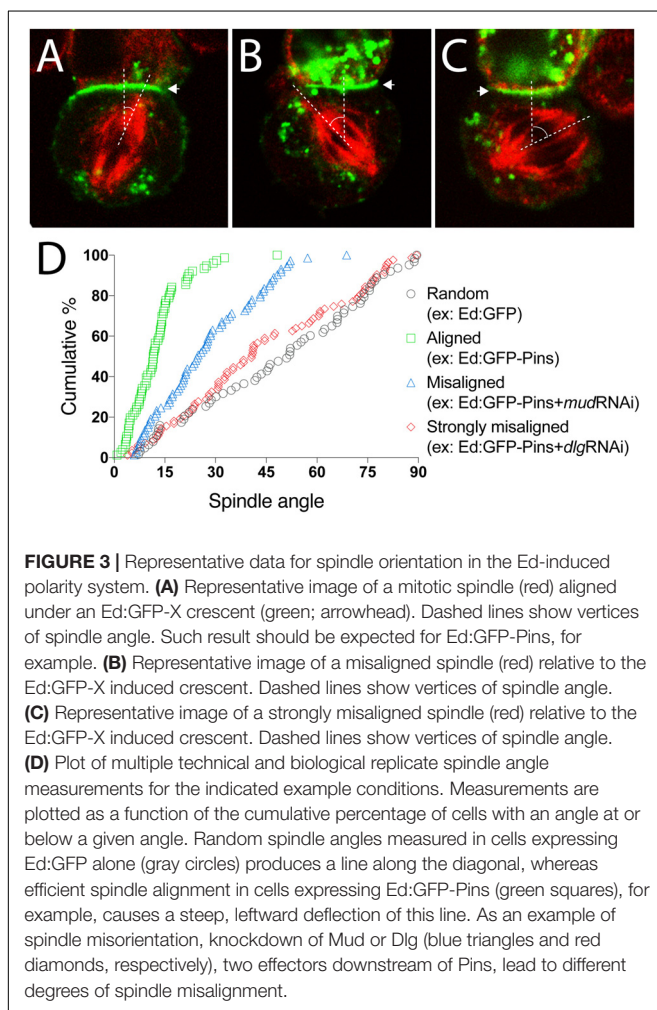 A
B
C
D
100
80
60
40
20
0
Cumulative %
0 15 30 45 60 75 90
Spindle angle
Random
(ex: Ed:GFP)
Aligned
(ex: Ed:GFP-Pins)
Misaligned
(ex: Ed:GFP-Pins+mudRNAi)
Strongly misaligned
(ex: Ed:GFP-Pins+dlgRNAi)
FIGURE 3 | Representative data for spindle orientation in the Ed-induced
polarity system. (A) Representative image of a mitotic spindle (red) aligned
under an Ed:GFP-X crescent (green; arrowhead). Dashed lines show vertices
of spindle angle. Such result should be expected for Ed:GFP-Pins, for
example. (B) Representative image of a misaligned spindle (red) relative to the
Ed:GFP-X induced crescent. Dashed lines show vertices of spindle angle.
(C) Representative image of a strongly misaligned spindle (red) relative to the
Ed:GFP-X induced crescent. Dashed lines show vertices of spindle angle.
(D) Plot of multiple technical and biological replicate spindle angle
measurements for the indicated example conditions. Measurements are
plotted as a function of the cumulative percentage of cells with an angle at or
below a given angle. Random spindle angles measured in cells expressing
Ed:GFP alone (gray circles) produces a line along the diagonal, whereas
efficient spindle alignment in cells expressing Ed:GFP-Pins (green squares), for
example, causes a steep, leftward deflection of this line. As an example of
spindle misorientation, knockdown of Mud or Dlg (blue triangles and red
diamonds, respectively), two effectors downstream of Pins, lead to different
degrees of spindle misalignment.